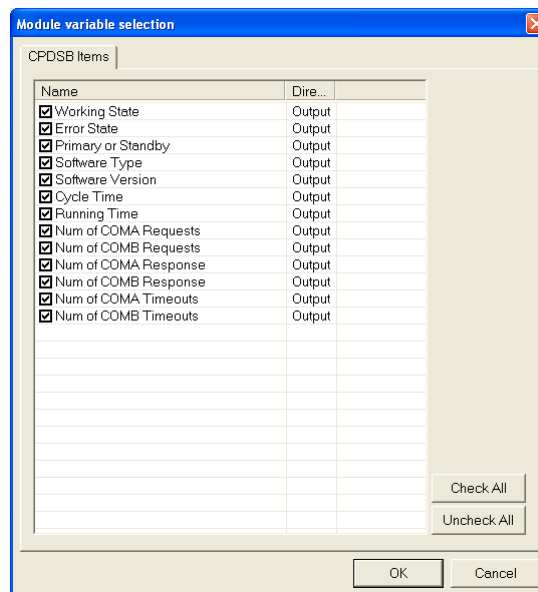 Module variable selection
CPDSB Items
Name Dire...
Working State Output
Error State Output
Primary or Standby Output
Software Type Output
Software Version Output
Cycle Time Output
Running Time Output
Num of COMA Requests Output
Num of COMB Requests Output
Num of COMA Response Output
Num of COMB Response Output
Num of COMA Timeouts Output
Num of COMB Timeouts Output
Check All
Uncheck All
OK Cancel